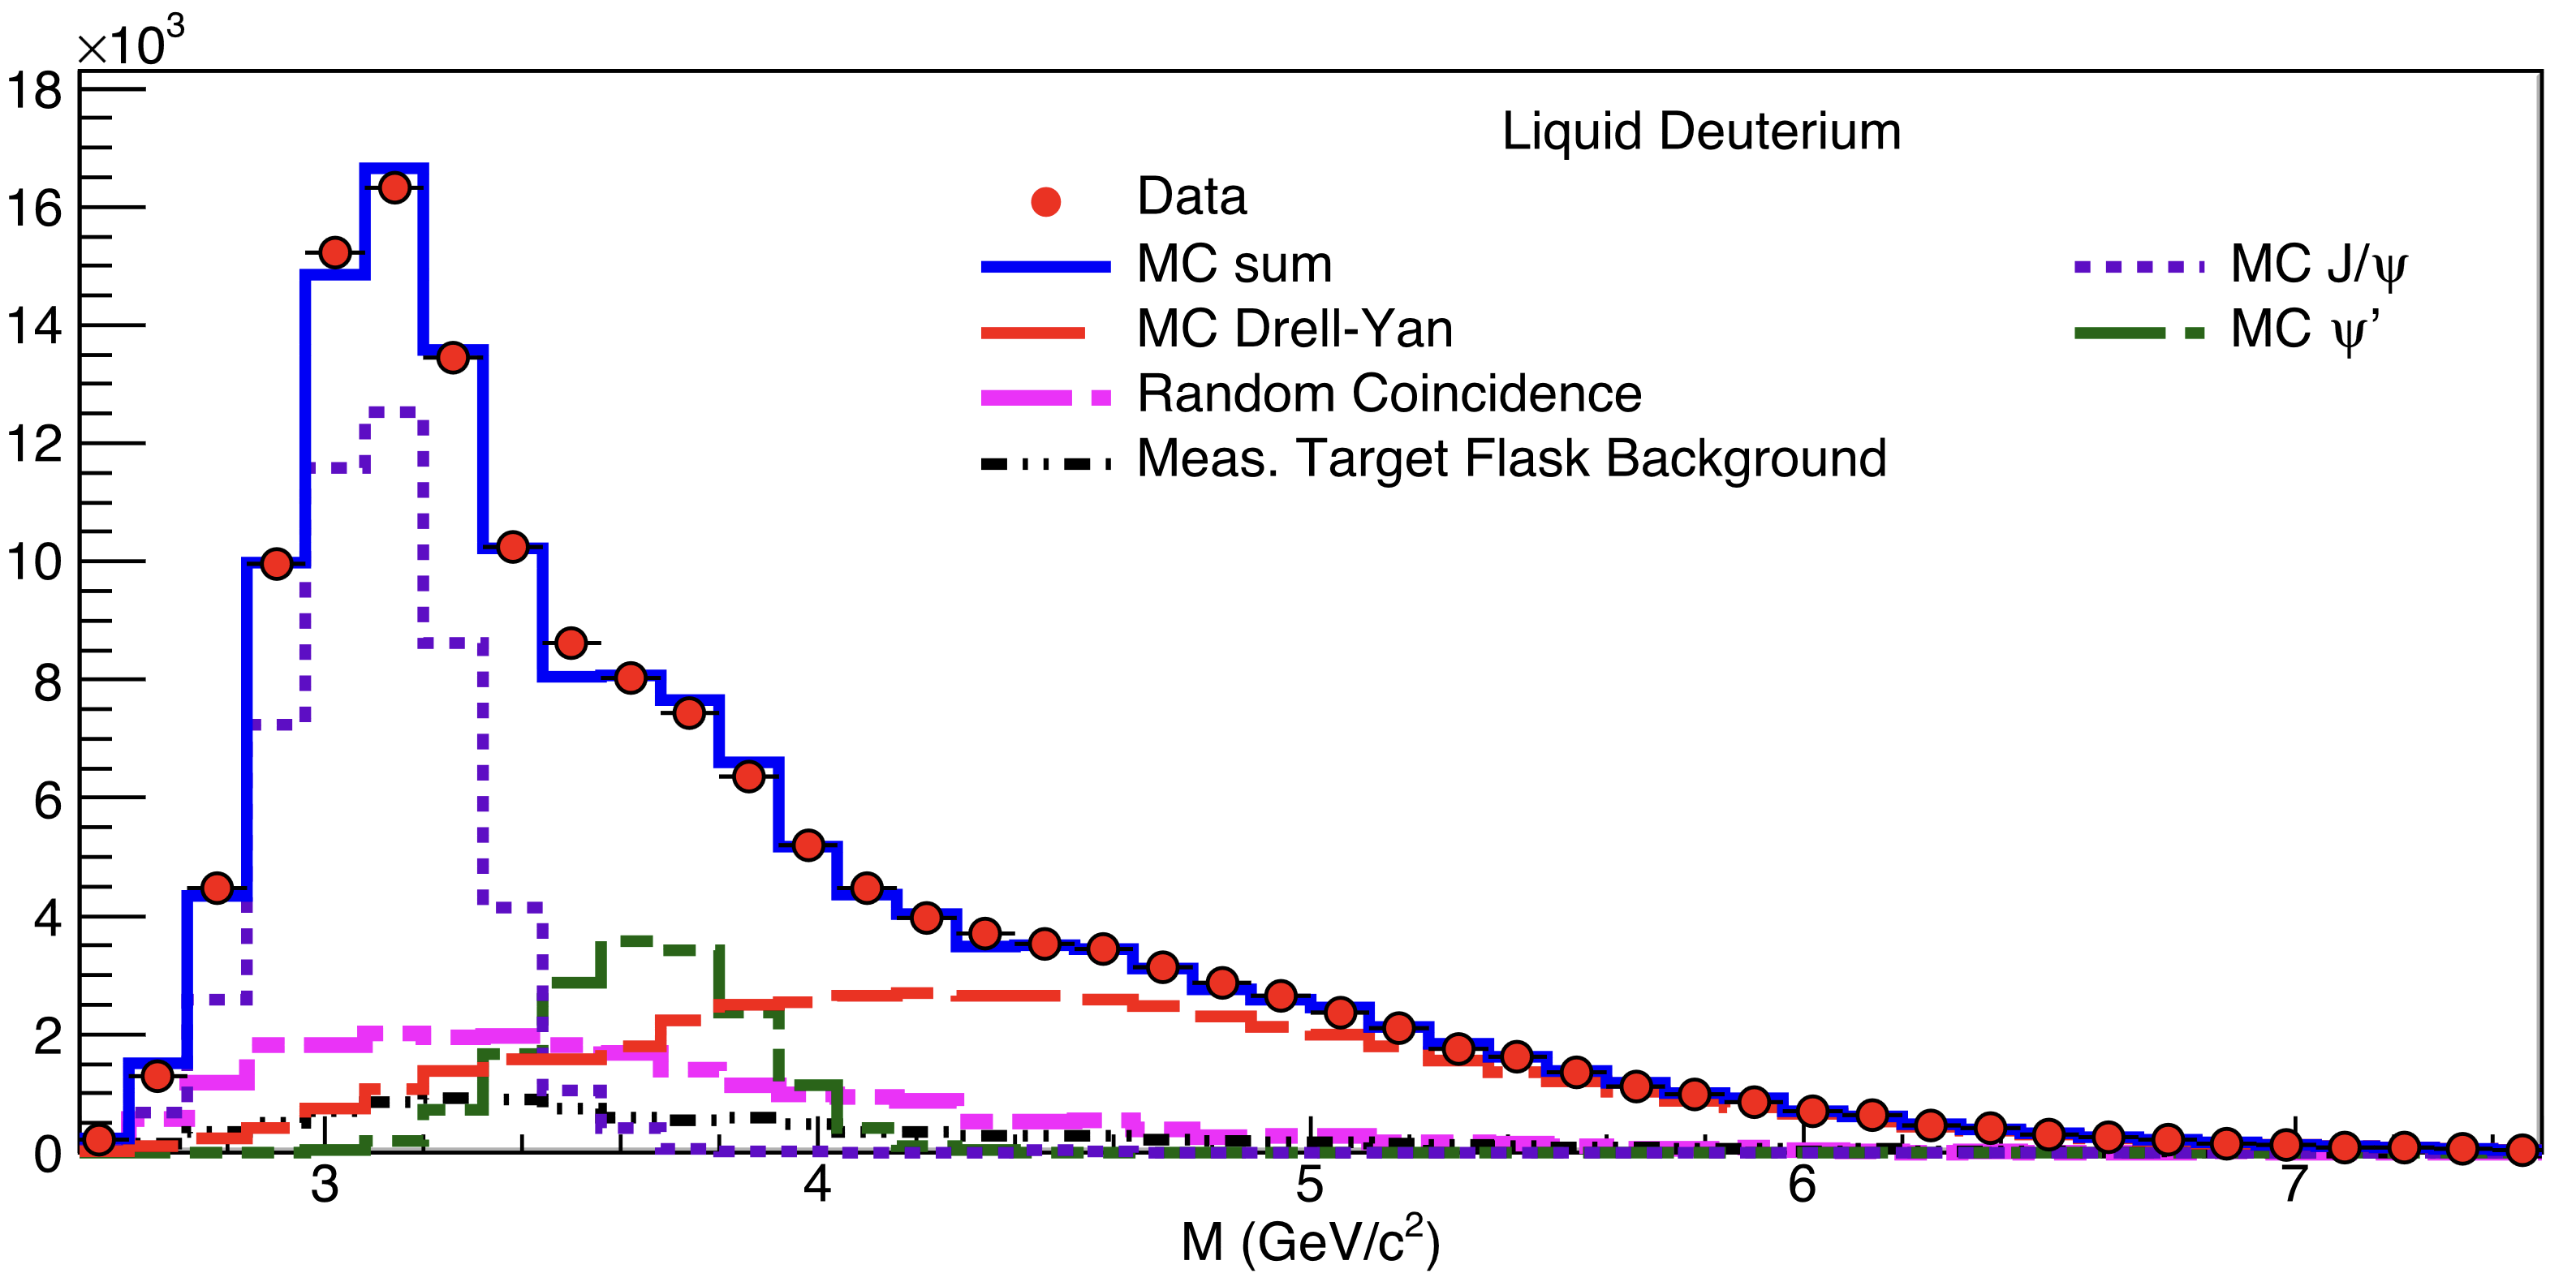 ×10³
18
16
14
12
10
8
6
4
2
0
Liquid Deuterium
Data
MC sum
MC Drell-Yan
Random Coincidence
Meas. Target Flask Background
MC J/ψ
MC ψ’
3 4 5 6 7
M (GeV/c²)